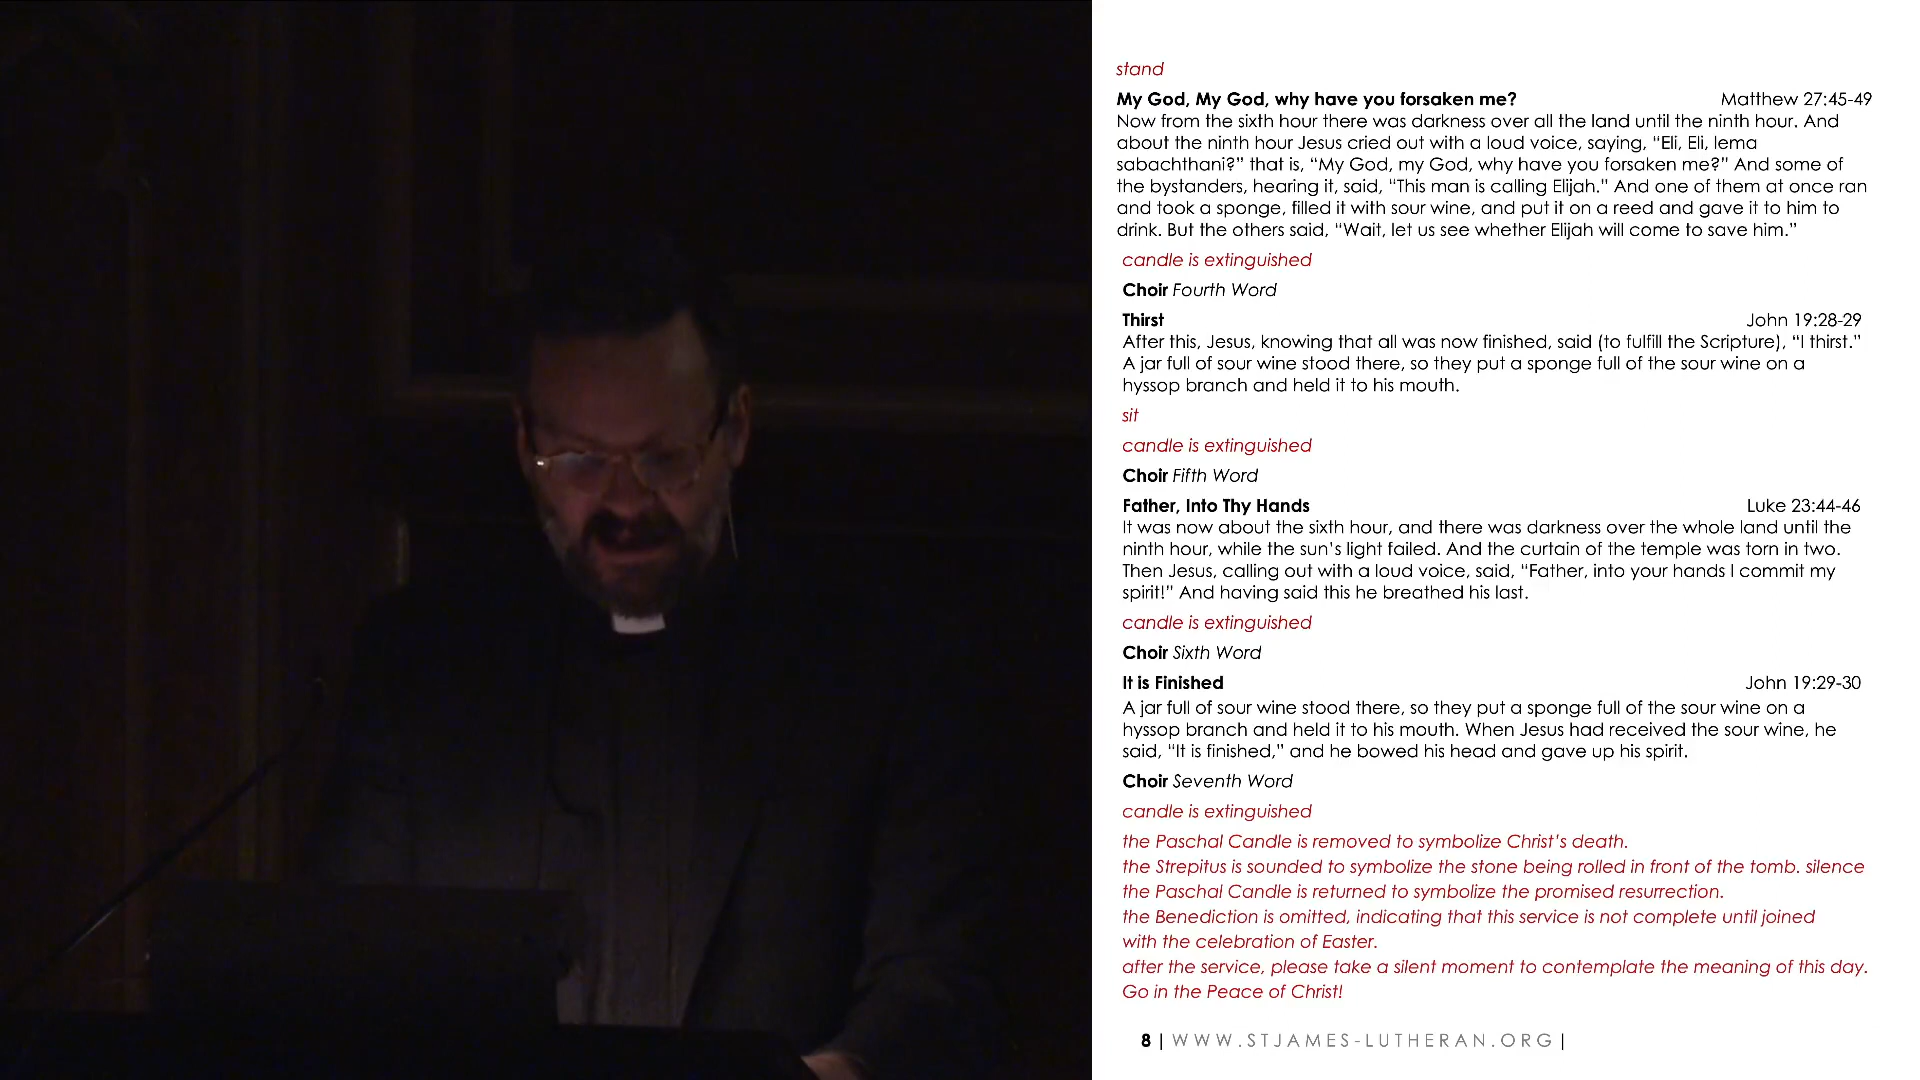 stand
My God, My God, why have you forsaken me? Matthew 27:45-49
Now from the sixth hour there was darkness over all the land until the ninth hour. And
about the ninth hour Jesus cried out with a loud voice, saying, “Eli, Eli, lema
sabachthani?” that is, “My God, my God, why have you forsaken me?” And some of
the bystanders, hearing it, said, “This man is calling Elijah.” And one of them at once ran
and took a sponge, filled it with sour wine, and put it on a reed and gave it to him to
drink. But the others said, “Wait, let us see whether Elijah will come to save him.”
candle is extinguished
Choir Fourth Word
Thirst John 19:28-29
After this, Jesus, knowing that all was now finished, said (to fulfill the Scripture), “I thirst.”
A jar full of sour wine stood there, so they put a sponge full of the sour wine on a
hyssop branch and held it to his mouth.
sit
candle is extinguished
Choir Fifth Word
Father, Into Thy Hands Luke 23:44-46
It was now about the sixth hour, and there was darkness over the whole land until the
ninth hour, while the sun’s light failed. And the curtain of the temple was torn in two.
Then Jesus, calling out with a loud voice, said, “Father, into your hands I commit my
spirit!” And having said this he breathed his last.
candle is extinguished
Choir Sixth Word
It is Finished John 19:29-30
A jar full of sour wine stood there, so they put a sponge full of the sour wine on a
hyssop branch and held it to his mouth. When Jesus had received the sour wine, he
said, “It is finished,” and he bowed his head and gave up his spirit.
Choir Seventh Word
candle is extinguished
the Paschal Candle is removed to symbolize Christ’s death.
the Strepitus is sounded to symbolize the stone being rolled in front of the tomb. silence
the Paschal Candle is returned to symbolize the promised resurrection.
the Benediction is omitted, indicating that this service is not complete until joined
with the celebration of Easter.
after the service, please take a silent moment to contemplate the meaning of this day.
Go in the Peace of Christ!
8 | WWW.STJAMES-LUTHERAN.ORG |